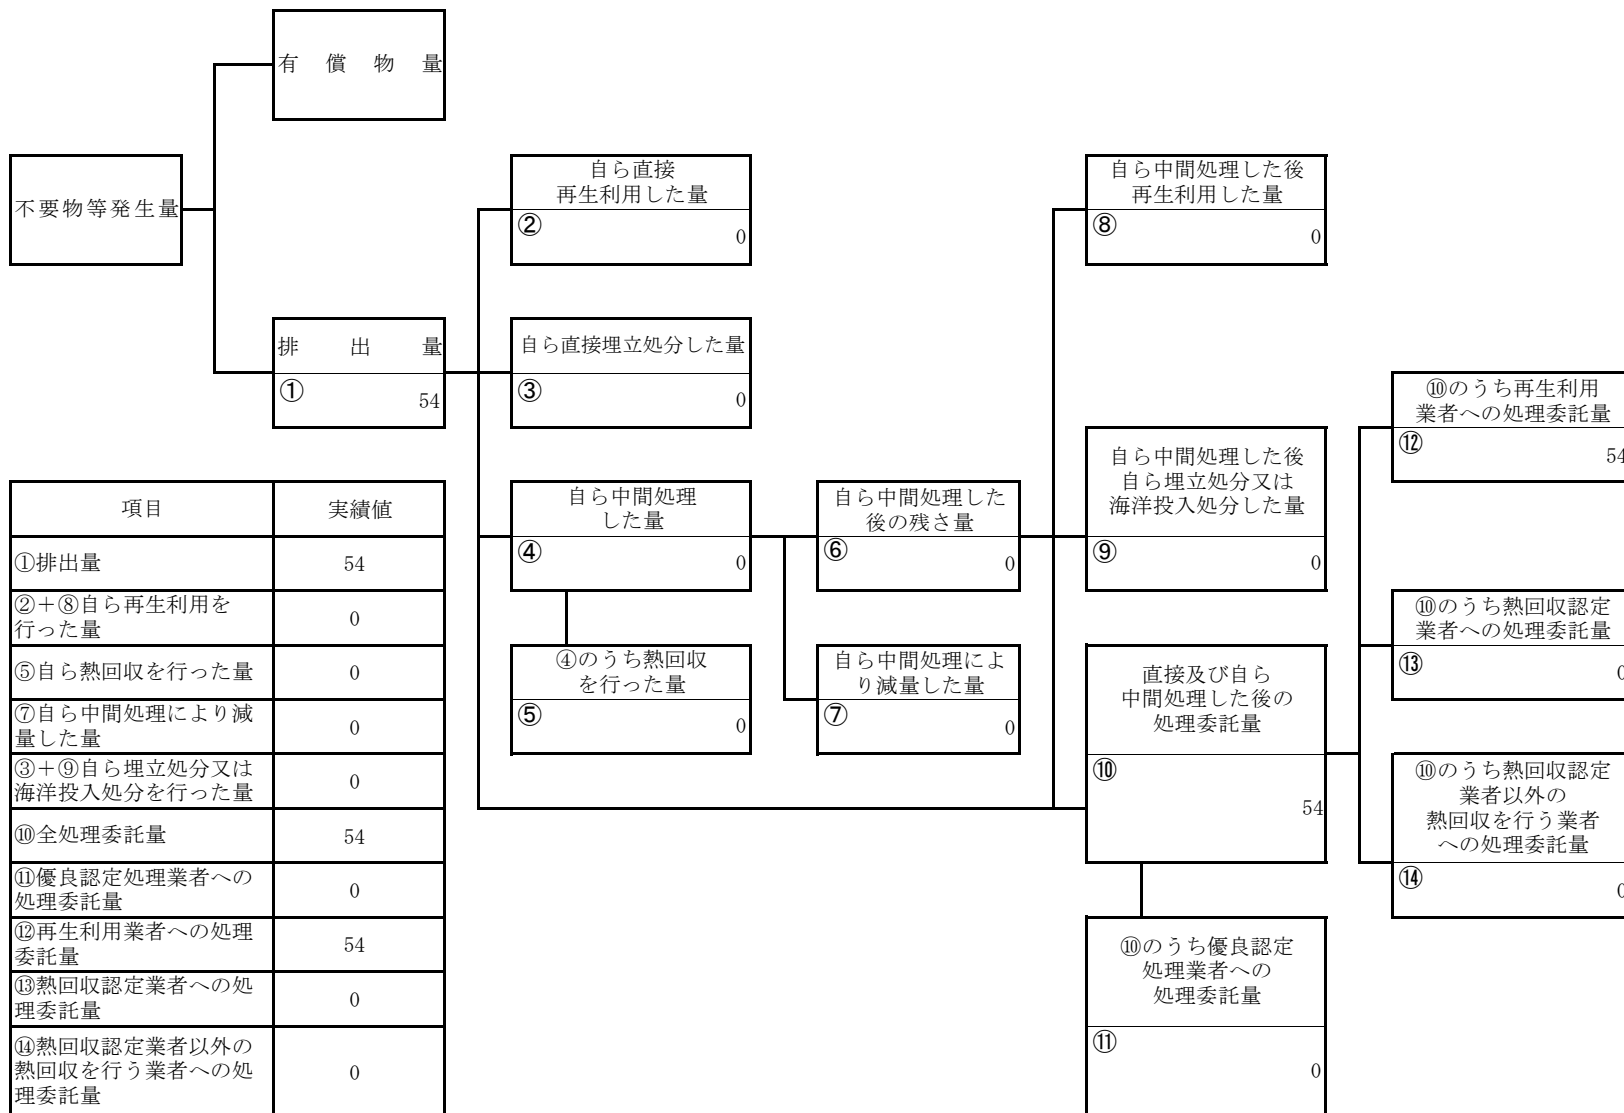 有償物量
不要物等発生量
排出量
①
54
自ら直接
再生利用した量
②
0
自ら直接埋立処分した量
③
0
自ら中間処理
した量
④
0
④のうち熱回収
を行った量
⑤
0
自ら中間処理した
後の残さ量
⑥
0
自ら中間処理によ
り減量した量
⑦
0
自ら中間処理した後
再生利用した量
⑧
0
自ら中間処理した後
自ら埋立処分又は
海洋投入処分した量
⑨
0
直接及び自ら
中間処理した後の
処理委託量
⑩
54
⑩のうち優良認定
処理業者への
処理委託量
⑪
0
⑩のうち再生利用
業者への処理委託量
⑫
54
⑩のうち熱回収認定
業者への処理委託量
⑬
0
⑩のうち熱回収認定
業者以外の
熱回収を行う業者
への処理委託量
⑭
0
項目 実績値
①排出量 54
②＋⑧自ら再生利用を
行った量 0
⑤自ら熱回収を行った量 0
⑦自ら中間処理により減
量した量 0
③＋⑨自ら埋立処分又は
海洋投入処分を行った量 0
⑩全処理委託量 54
⑪優良認定処理業者への
処理委託量 0
⑫再生利用業者への処理
委託量 54
⑬熱回収認定業者への処
理委託量 0
⑭熱回収認定業者以外の
熱回収を行う業者への処
理委託量 0